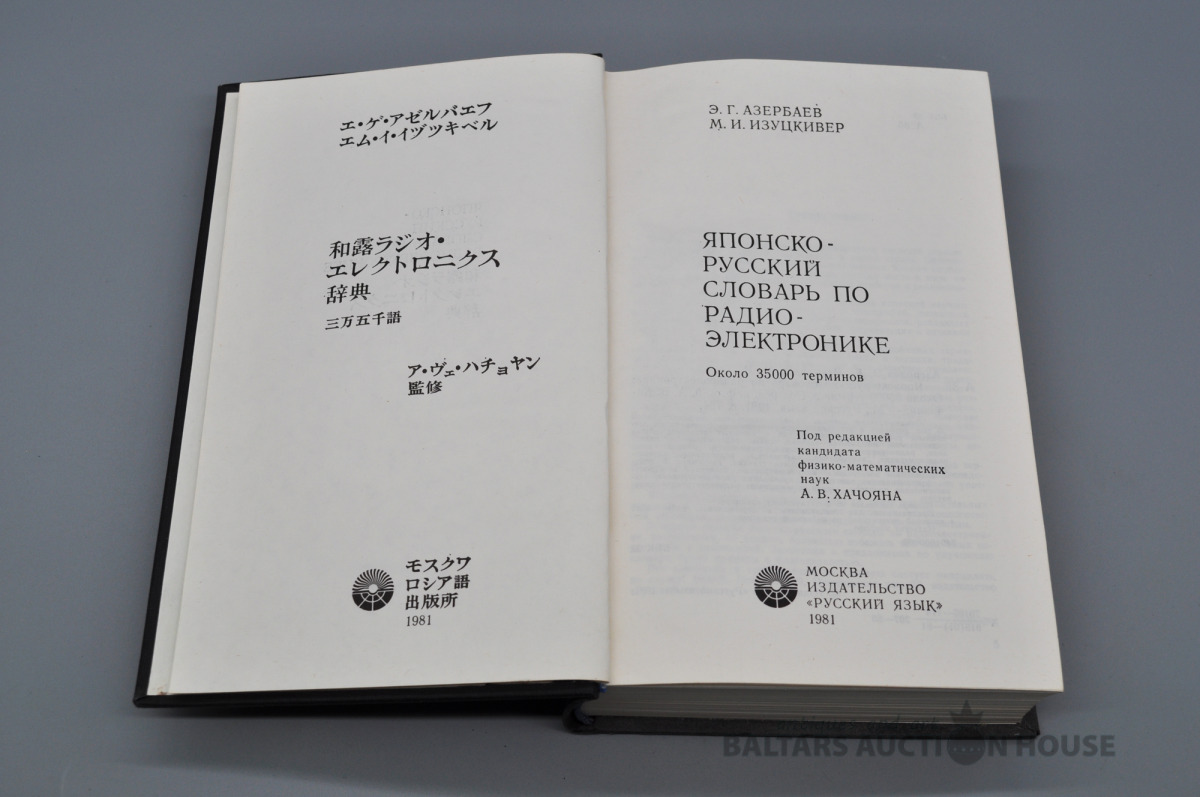 エ・ゲ・アゼルバエフ
エム・イ・イヅツキベル
和露ラジオ・
エレクトロニクス
辞典
三万五千語
ア・ヴェ・ハチョヤン
監修
モスクワ
ロシア語
出版所
1981
Э. Г. АЗЕРБАЕВ
М. И. ИЗУЦКИВЕР
ЯПОНСКО-
РУССКИЙ
СЛОВАРЬ ПО
РАДИО-
ЭЛЕКТРОНИКЕ
Около 35000 терминов
Под редакцией
кандидата
физико-математических
наук
А. В. ХАЧОЯНА
МОСКВА
ИЗДАТЕЛЬСТВО
«РУССКИЙ ЯЗЫК»
1981
BALTARS AUCTION HOUSE